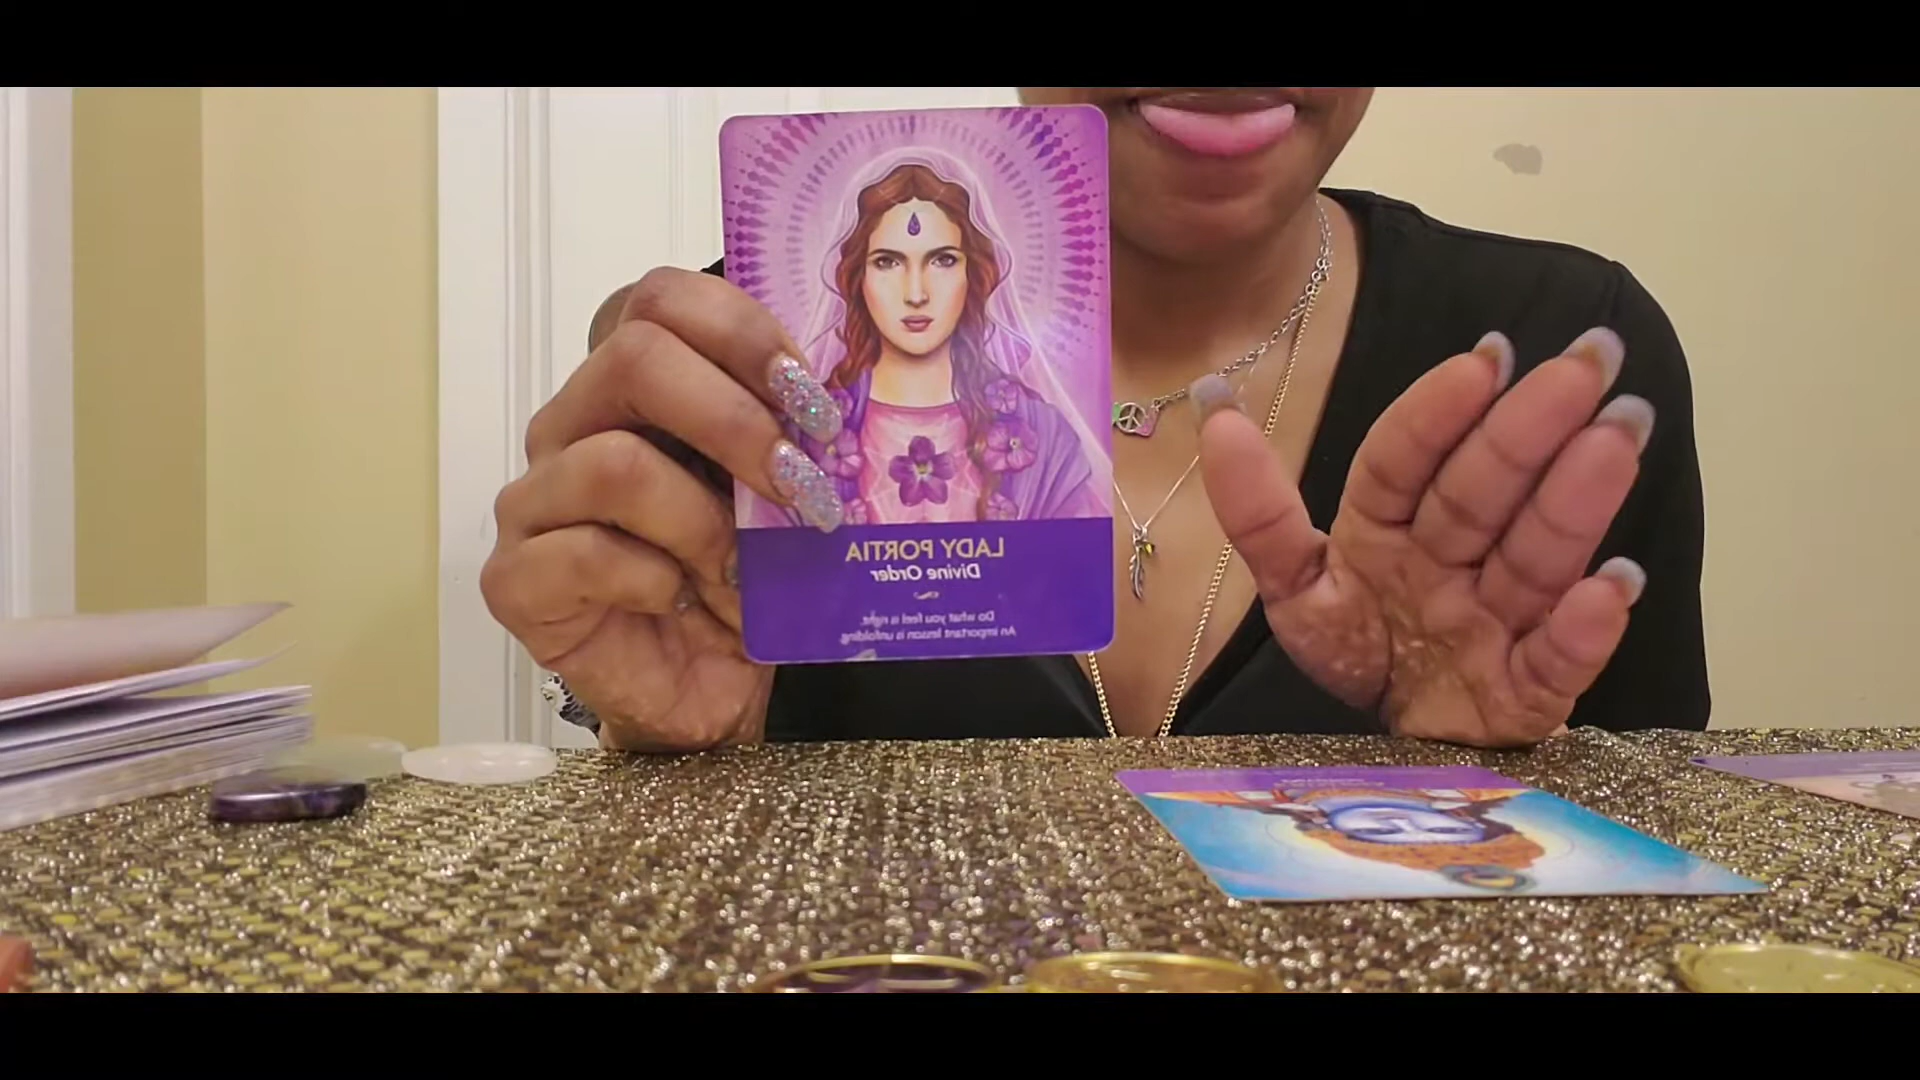 LADY PORTIA
Divine Order
Do what you feel is right.
An important lesson is unfolding.